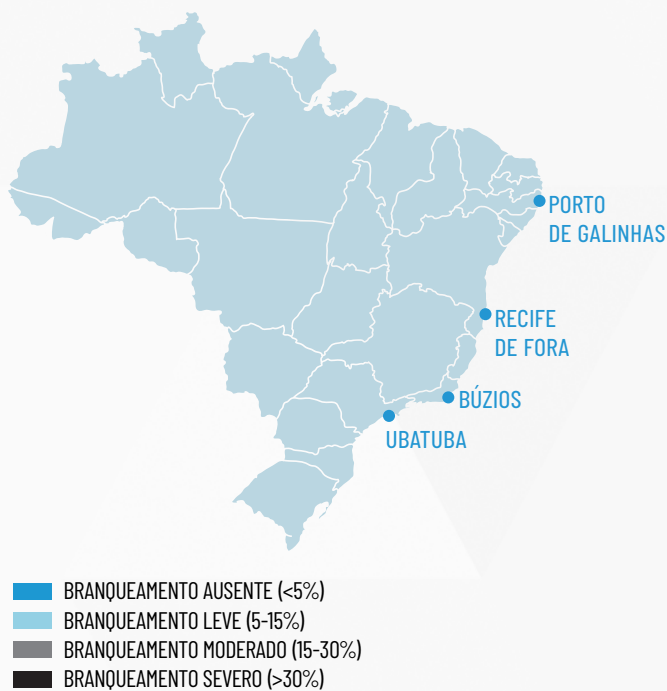 PORTO
DE GALINHAS
RECIFE
DE FORA
BÚZIOS
UBATUBA
BRANQUEAMENTO AUSENTE (<5%)
BRANQUEAMENTO LEVE (5-15%)
BRANQUEAMENTO MODERADO (15-30%)
BRANQUEAMENTO SEVERO (>30%)